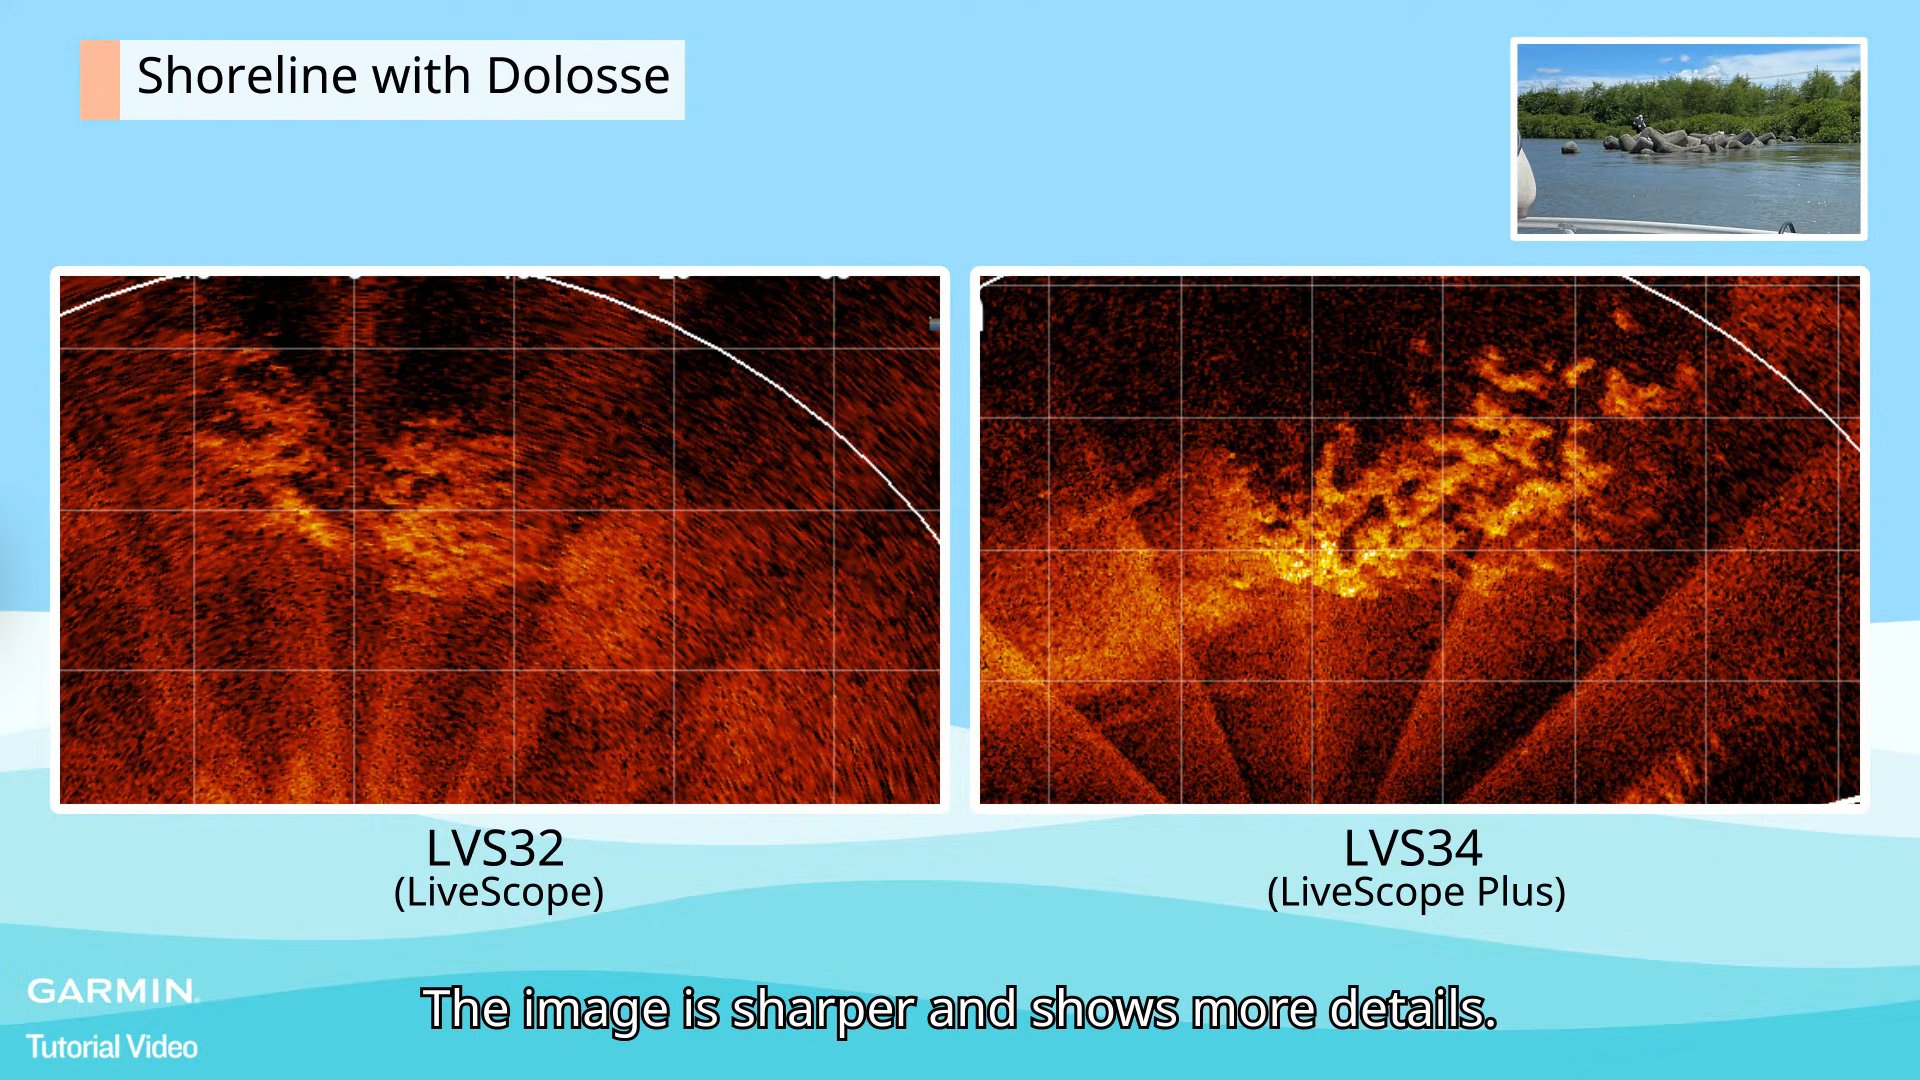 Shoreline with Dolosse
LVS32
(LiveScope)
LVS34
(LiveScope Plus)
The image is sharper and shows more details.
GARMIN
Tutorial Video